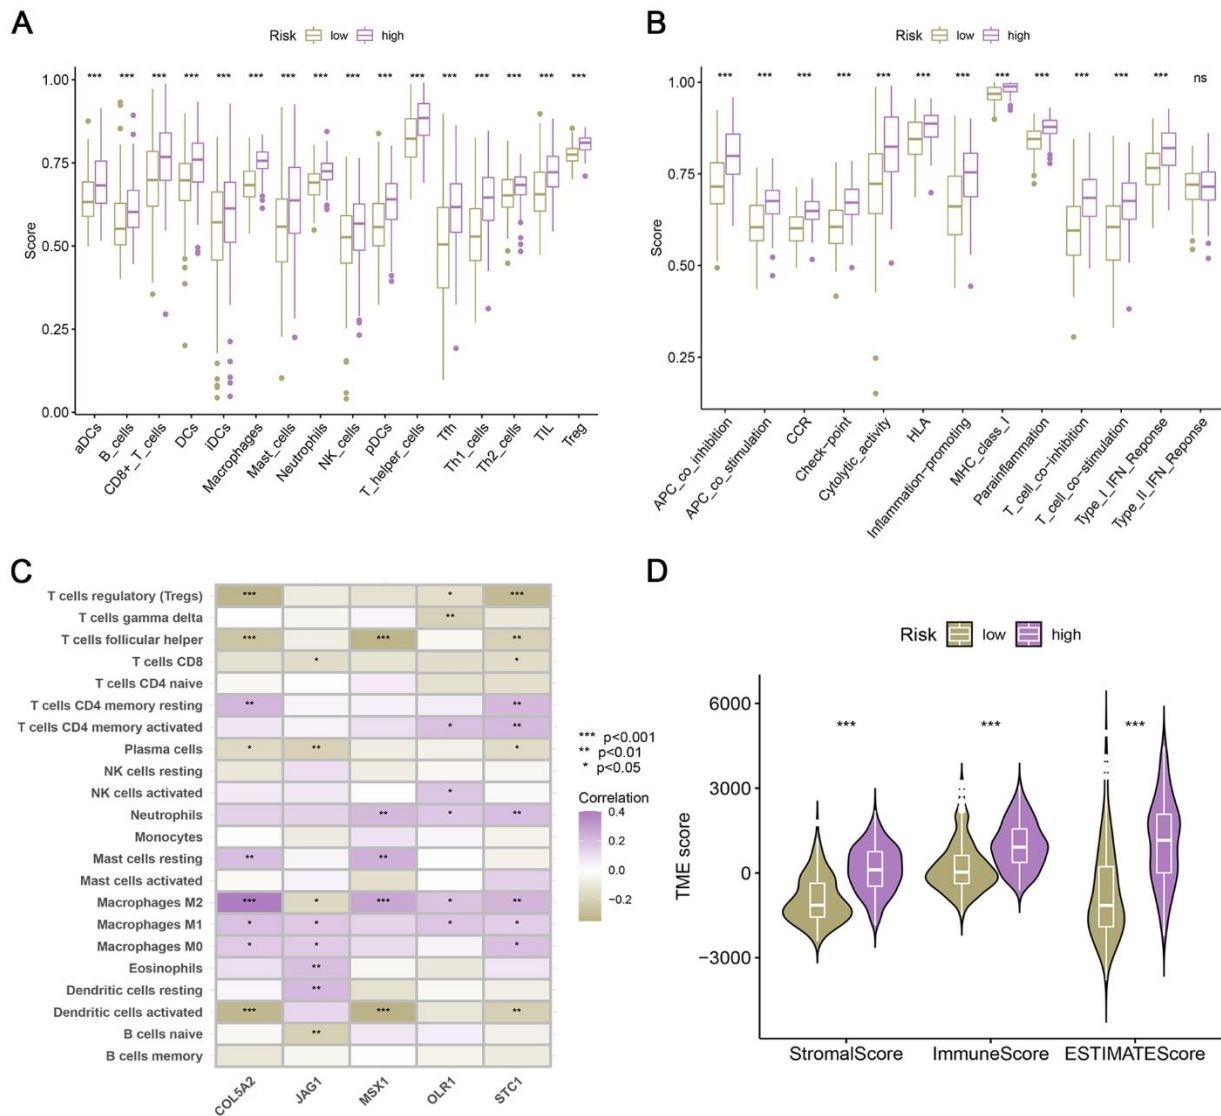 A
Risk low high
*** *** *** *** *** *** *** *** *** *** *** *** *** *** *** ***
Score
1.00
0.75
0.50
0.25
0.00
aDCs
B_cells
CD8+_T_cells
DCs
iDCs
Macrophages
Mast_cells
Neutrophils
NK_cells
pDCs
T_helper_cells
Tfh
Th1_cells
Th2_cells
TIL
Treg
B
Risk low high
*** *** *** *** *** *** *** *** *** *** *** *** ns
Score
1.00
0.75
0.50
0.25
APC_co_inhibition
APC_co_stimulation
CCR
Check-point
Cytolytic_activity
HLA
Inflammation-promoting
MHC_class_I
Parainflammation
T_cell_co-inhibition
T_cell_co-stimulation
Type_I_IFN_Reponse
Type_II_IFN_Reponse
C
T cells regulatory (Tregs) *** * ***
T cells gamma delta **
T cells follicular helper *** *** **
T cells CD8 * *
T cells CD4 naive
T cells CD4 memory resting ** **
T cells CD4 memory activated * **
Plasma cells * ** *
NK cells resting
NK cells activated *
Neutrophils ** * **
Monocytes
Mast cells resting ** **
Mast cells activated
Macrophages M2 *** * *** * **
Macrophages M1 * * * *
Macrophages M0 * * *
Eosinophils **
Dendritic cells resting **
Dendritic cells activated *** *** **
B cells naive **
B cells memory
COL5A2
JAG1
MSX1
OLR1
STC1
*** p<0.001
** p<0.01
* p<0.05
Correlation
0.4
0.2
0.0
−0.2
D
Risk low high
*** *** ***
TME score
6000
3000
0
−3000
StromalScore
ImmuneScore
ESTIMATEScore